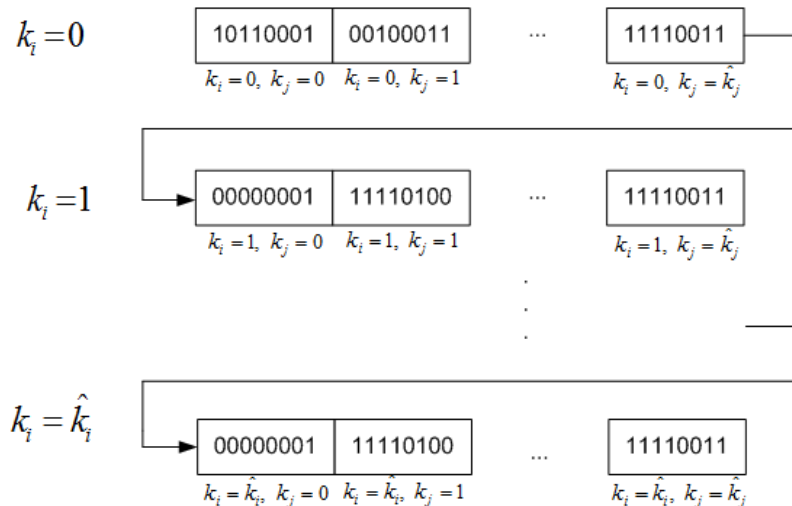 k_i=0 10110001 00100011 ... 11110011
k_i=0, k_j=0 k_i=0, k_j=1 k_i=0, k_j=k̂_j
k_i=1 00000001 11110100 ... 11110011
k_i=1, k_j=0 k_i=1, k_j=1 k_i=1, k_j=k̂_j
.
.
.
k_i=k̂_i 00000001 11110100 ... 11110011
k_i=k̂_i, k_j=0 k_i=k̂_i, k_j=1 k_i=k̂_i, k_j=k̂_j